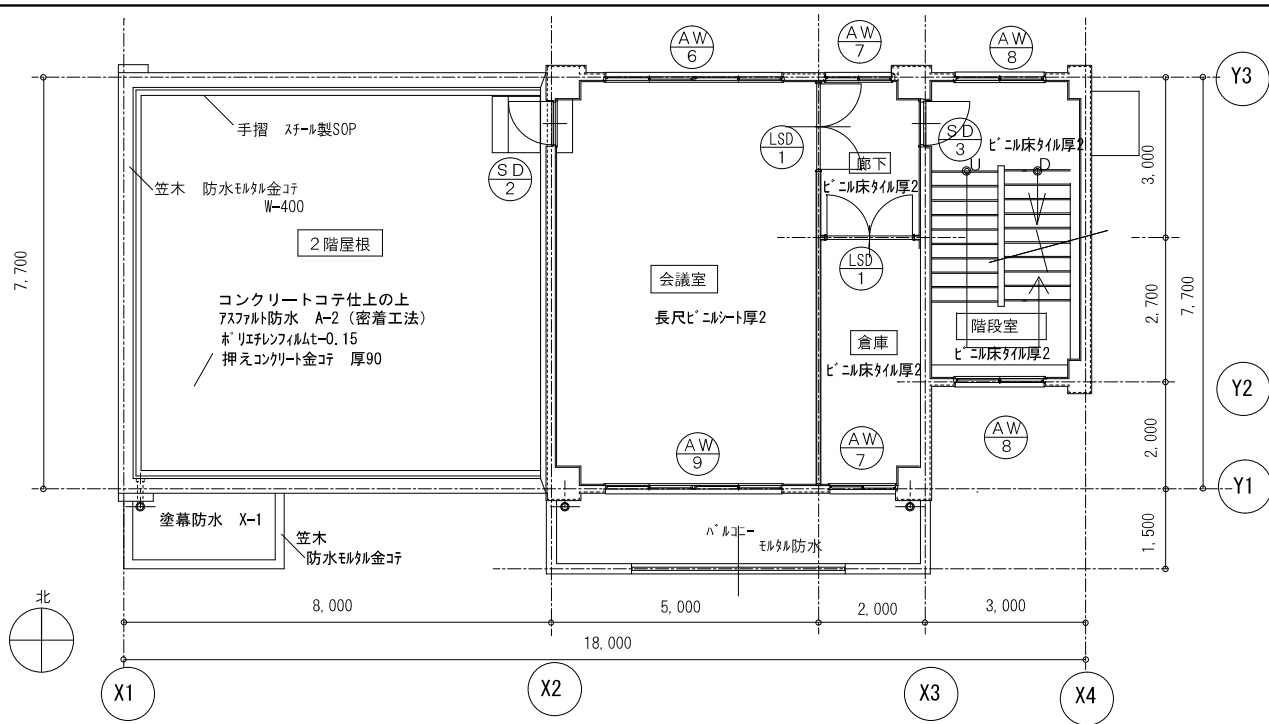 AW
6
AW
7
AW
8
Y3
手摺 スチール製SOP
SD
2
LSD
1
SD
3
ビニル床タイル厚2
廊下
ビニル床タイル厚2
U
D
3,000
笠木 防水モルタル金コテ
W-400
2階屋根
7,700
コンクリートコテ仕上の上
アスファルト防水 A-2（密着工法）
ポリエチレンフィルムt-0.15
押えコンクリート金コテ 厚90
会議室
長尺ビニルシート厚2
LSD
1
倉庫
ビニル床タイル厚2
階段室
ビニル床タイル厚2
2,700
7,700
Y2
AW
9
AW
7
AW
8
2,000
Y1
塗幕防水 X-1
笠木
防水モルタル金コテ
バルコニー
モルタル防水
1,500
北
8,000
5,000
2,000
3,000
18,000
X1
X2
X3
X4